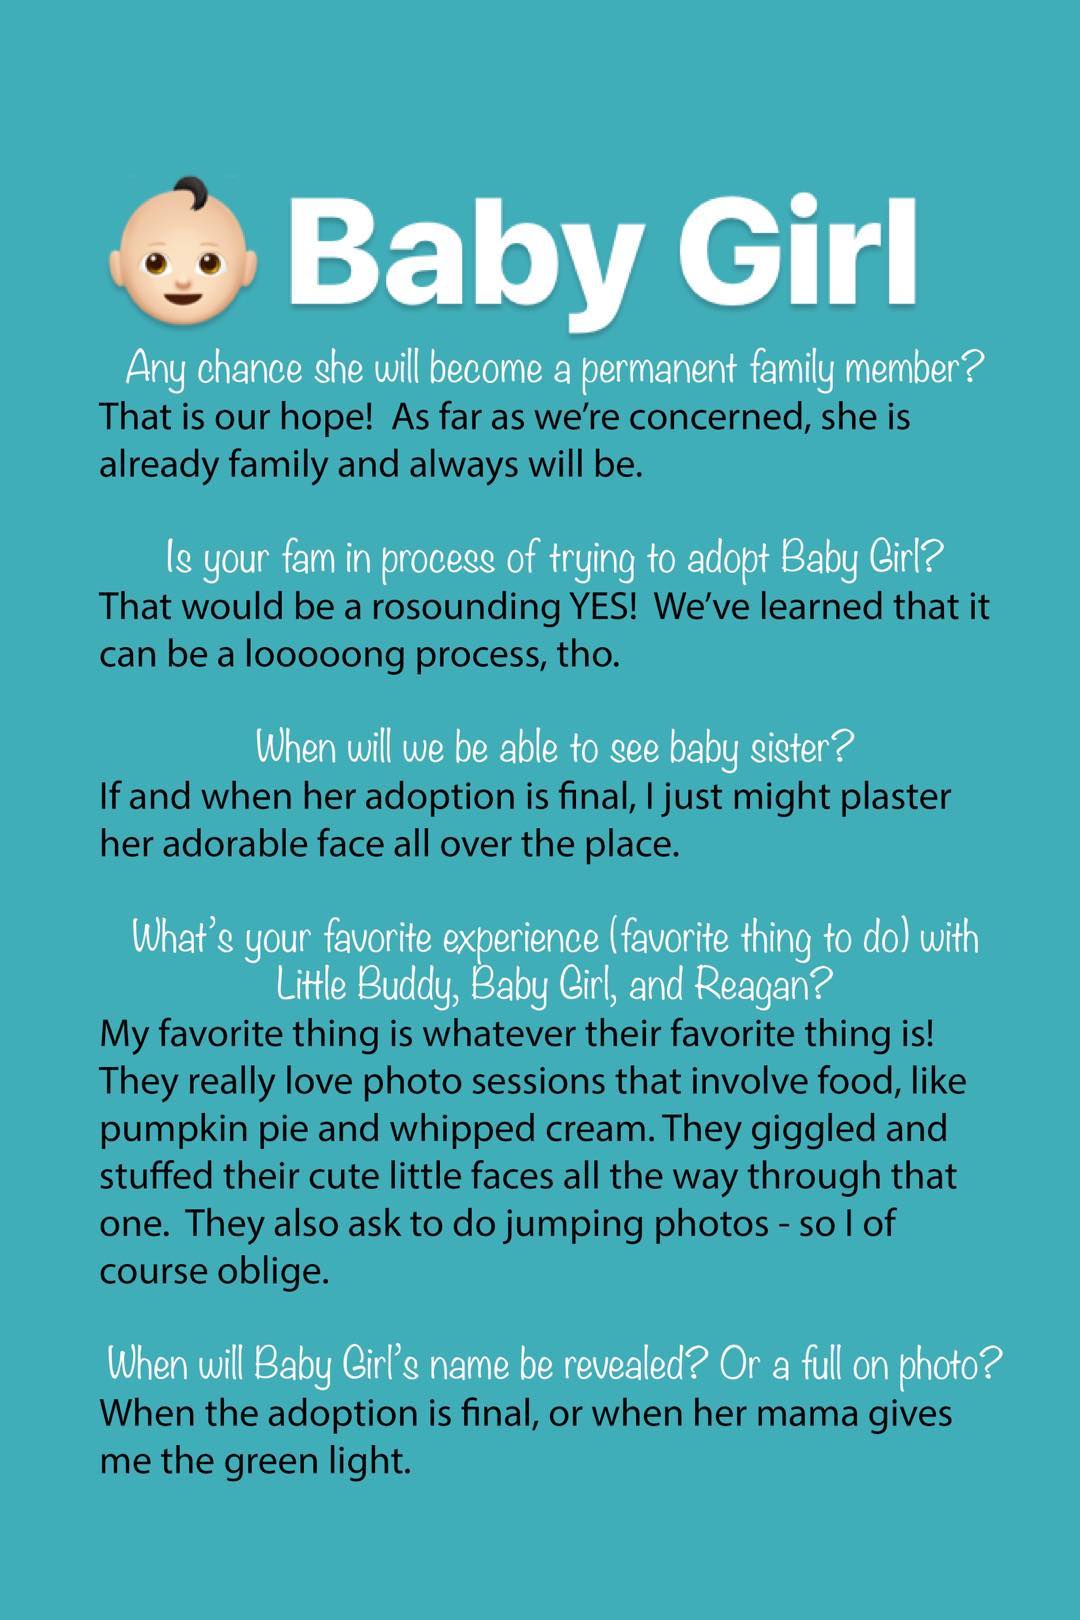 Baby Girl
Any chance she will become a permanent family member?
That is our hope!  As far as we’re concerned, she is
already family and always will be.
Is your fam in process of trying to adopt Baby Girl?
That would be a rosounding YES!  We’ve learned that it
can be a looooong process, tho.
When will we be able to see baby sister?
If and when her adoption is final, I just might plaster
her adorable face all over the place.
What’s your favorite experience (favorite thing to do) with
Little Buddy, Baby Girl, and Reagan?
My favorite thing is whatever their favorite thing is!
They really love photo sessions that involve food, like
pumpkin pie and whipped cream. They giggled and
stuffed their cute little faces all the way through that
one.  They also ask to do jumping photos - so I of
course oblige.
When will Baby Girl’s name be revealed? Or a full on photo?
When the adoption is final, or when her mama gives
me the green light.